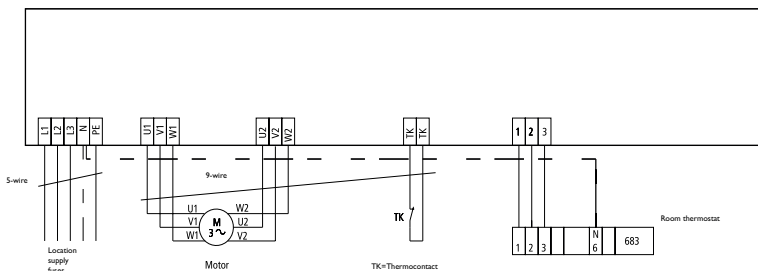 L1 L2 L3 N PE
U1 V1 W1
U2 V2 W2
TK TK
1 2 3
5-wire
9-wire
U1 W2
V1 M U2
3~
W1 V2
TK
1 2 3 N 6 683
Room thermostat
Location
supply
fuses
Motor
TK=Thermocontact